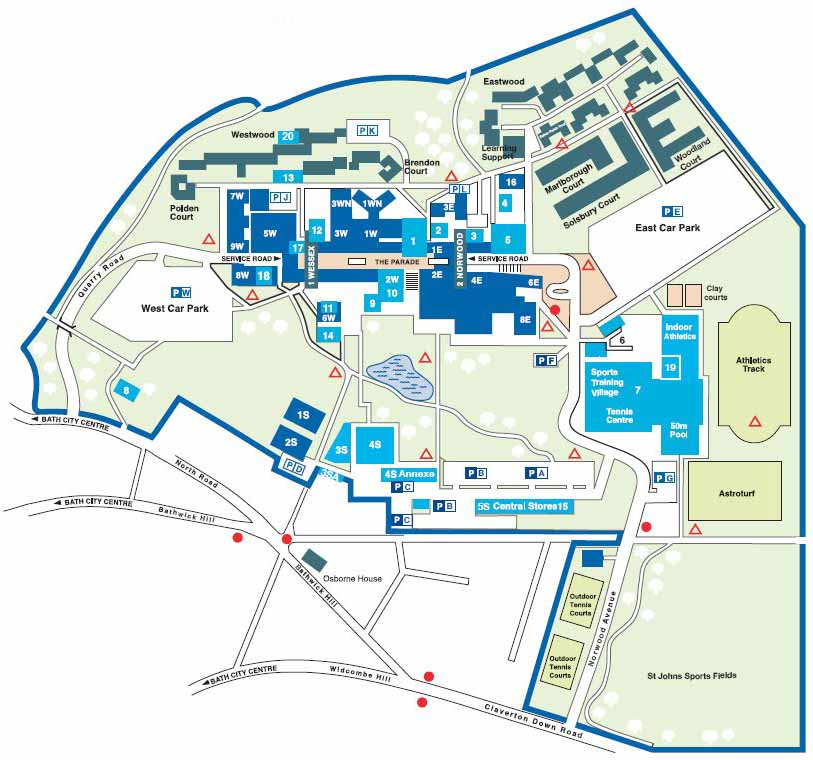 Eastwood
Westwood
20
P K
Learning
Support
Brendon
Court
Marlborough
Court
Woodland
Court
13
Solsbury Court
Polden
Court
7W
P J
3WN
1WN
P L
16
3E
4
P E
East Car Park
5W
12
3W
1W
1
2
3
5
9W
17
1E
SERVICE ROAD
1 WESSEX
THE PARADE
2 NORWOOD
SERVICE ROAD
8W
18
2W
2E
4E
6E
Quarry Road
P W
West Car Park
10
9
11
6W
14
8E
Clay
courts
6
Indoor
Athletics
P F
19
Sports
Training
Village
7
Tennis
Centre
50m
Pool
Athletics
Track
8
1S
2S
3S
4S
P D
3SA
4S Annexe
P B
P A
P C
P B
P C
5S Central Stores15
P G
Astroturf
BATH CITY CENTRE
North Road
BATH CITY CENTRE
Bathwick Hill
Osborne House
Bathwick Hill
Outdoor
Tennis
Courts
Outdoor
Tennis
Courts
Norwood Avenue
St Johns Sports Fields
BATH CITY CENTRE
Widcombe Hill
Claverton Down Road